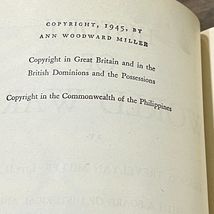 COPYRIGHT, 1945, BY
ANN WOODWARD MILLER
Copyright in Great Britain and in the
British Dominions and the Possessions
Copyright in the Commonwealth of the Philippines